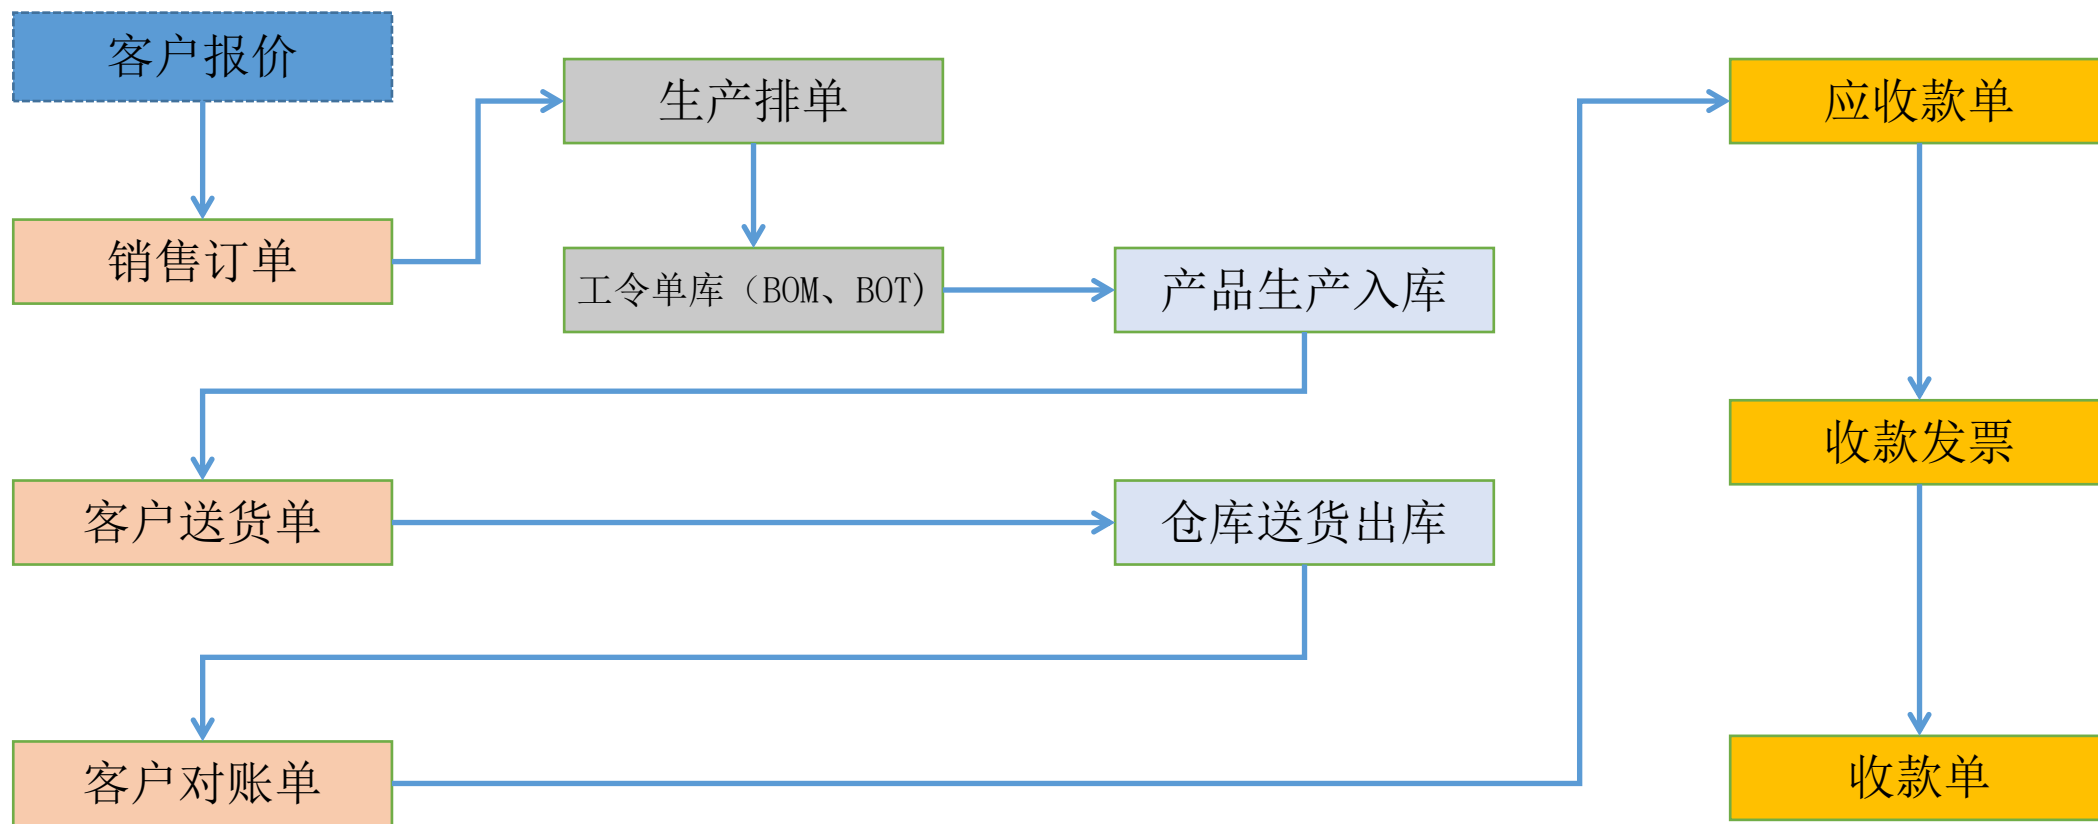 客户报价
销售订单
生产排单
工令单库（BOM、BOT)
产品生产入库
客户送货单
仓库送货出库
客户对账单
应收款单
收款发票
收款单